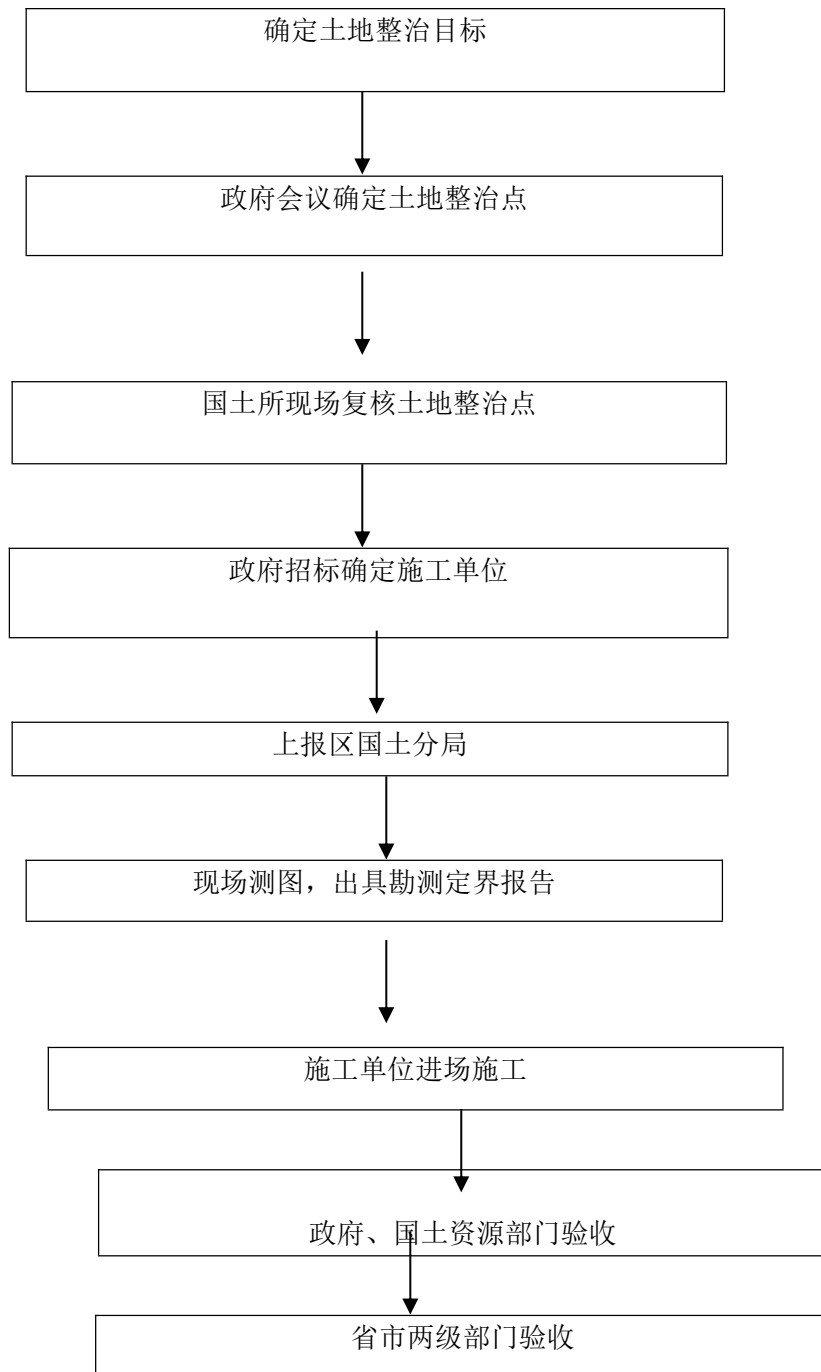 确定土地整治目标
政府会议确定土地整治点
国土所现场复核土地整治点
政府招标确定施工单位
上报区国土分局
现场测图，出具勘测定界报告
施工单位进场施工
政府、国土资源部门验收
省市两级部门验收